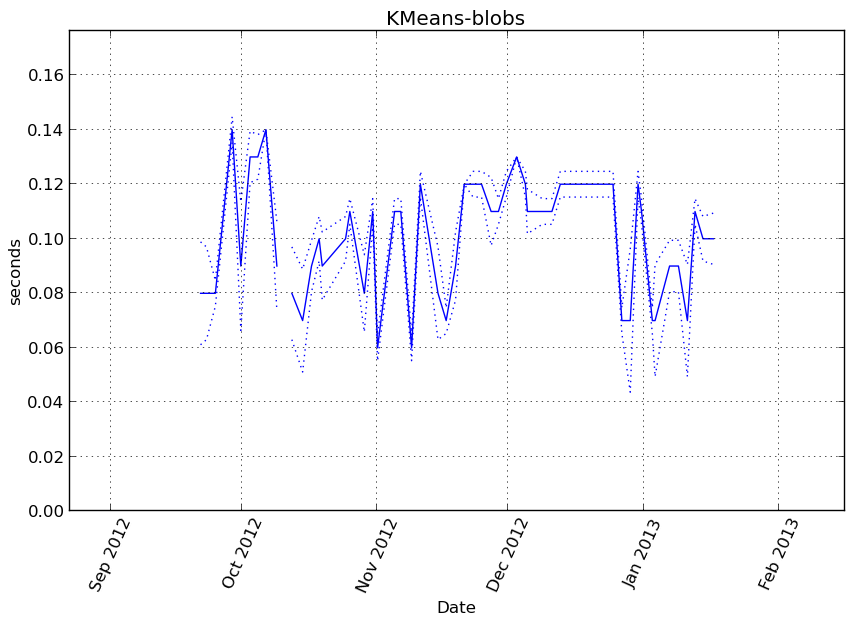 KMeans-blobs
0.16
0.14
0.12
0.10
0.08
0.06
0.04
0.02
0.00
seconds
Sep 2012
Oct 2012
Nov 2012
Dec 2012
Jan 2013
Feb 2013
Date